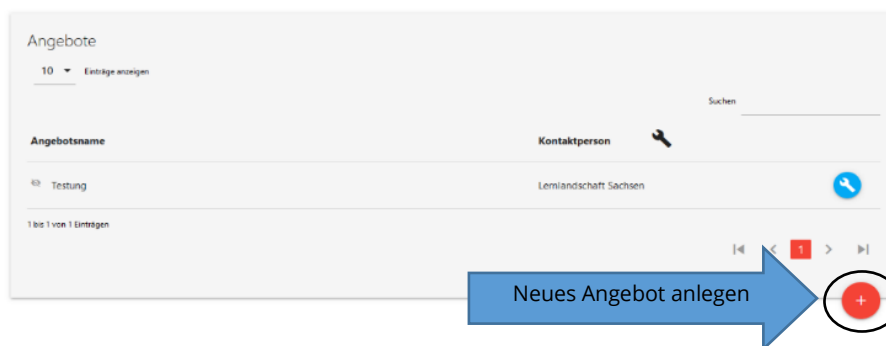 Angebote
10 Einträge anzeigen
Suchen
Angebotsname Kontaktperson
Testung Lernlandschaft Sachsen
1 bis 1 von 1 Einträgen
1
Neues Angebot anlegen
+